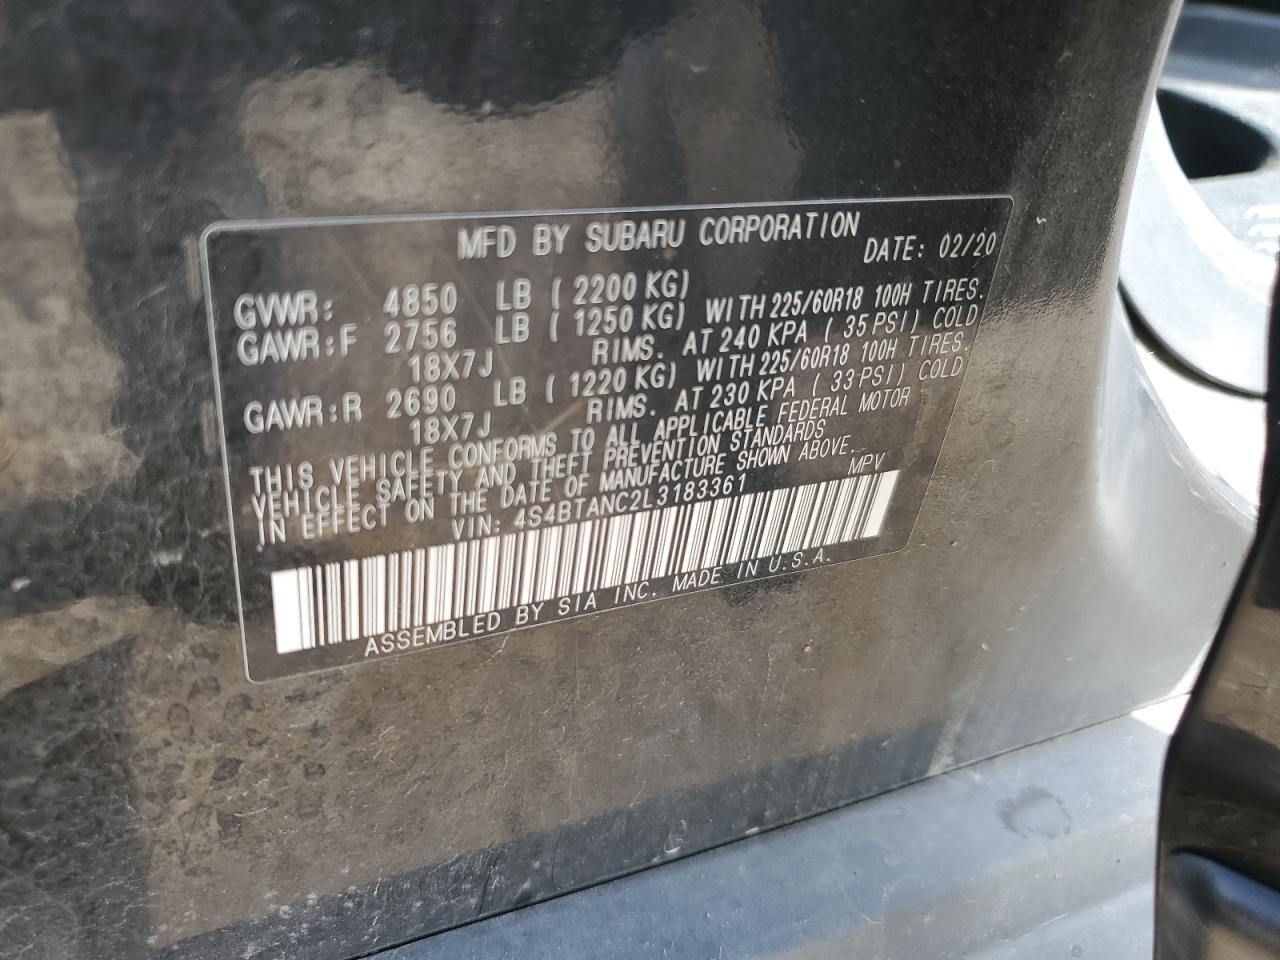 MFD BY SUBARU CORPORATION DATE: 02/20
GVWR: 4850 LB ( 2200 KG)
GAWR:F 2756 LB ( 1250 KG) WITH 225/60R18 100H TIRES.
18X7J RIMS. AT 240 KPA ( 35 PSI) COLD
GAWR:R 2690 LB ( 1220 KG) WITH 225/60R18 100H TIRES.
18X7J RIMS. AT 230 KPA ( 33 PSI) COLD
THIS VEHICLE CONFORMS TO ALL APPLICABLE FEDERAL MOTOR
VEHICLE SAFETY AND THEFT PREVENTION STANDARDS
IN EFFECT ON THE DATE OF MANUFACTURE SHOWN ABOVE.
VIN: 4S4BTANC2L3183361 MPV
ASSEMBLED BY SIA INC. MADE IN U.S.A.